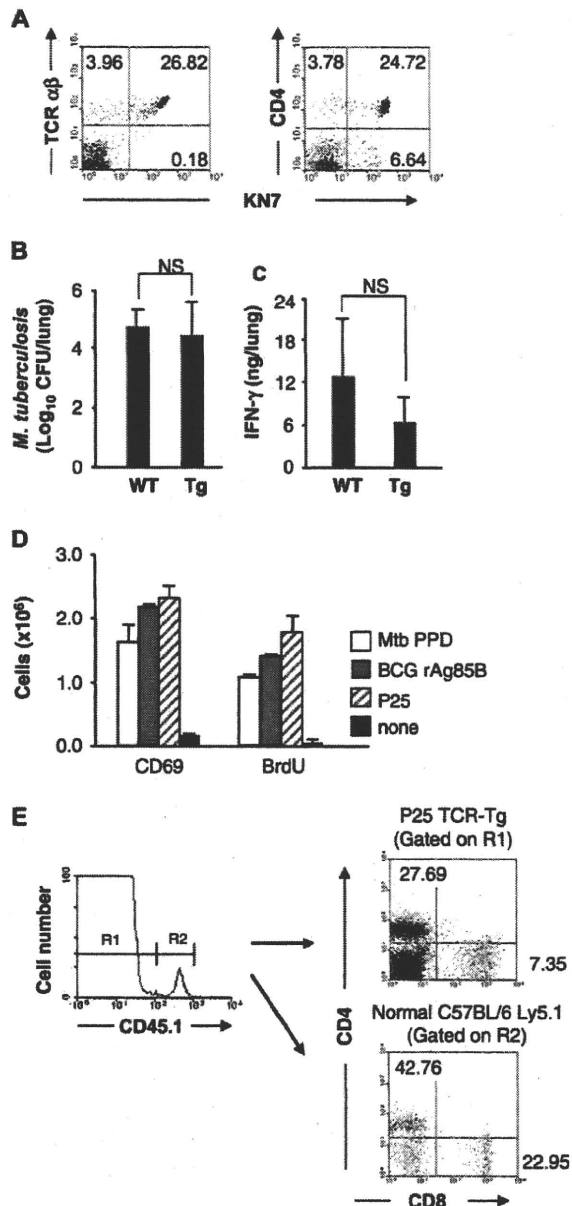 A
TCR αβ
3.96
26.82
0.18
CD4
3.78
24.72
6.64
KN7
B
M. tuberculosis
(Log10 CFU/lung)
6
4
2
0
NS
WT
Tg
C
IFN-γ (ng/lung)
24
18
12
6
0
NS
WT
Tg
D
Cells (x10⁶)
3.0
2.0
1.0
0.0
CD69
BrdU
Mtb PPD
BCG rAg85B
P25
none
E
Cell number
100
0
R1
R2
CD45.1
P25 TCR-Tg
(Gated on R1)
27.69
7.35
CD4
Normal C57BL/6 Ly5.1
(Gated on R2)
42.76
22.95
CD8